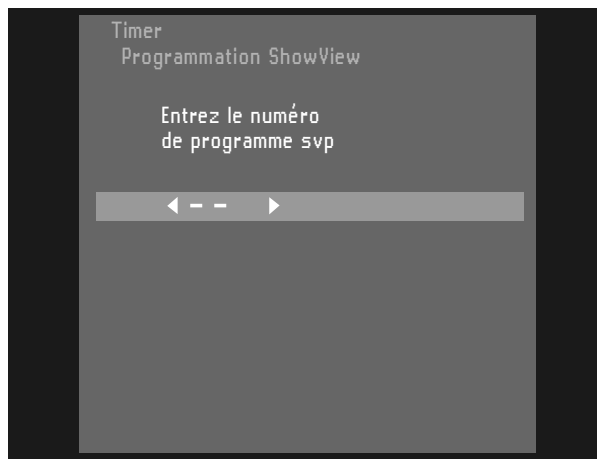 Timer
Programmation ShowView
Entrez le numéro
de programme svp
◄ – – ►